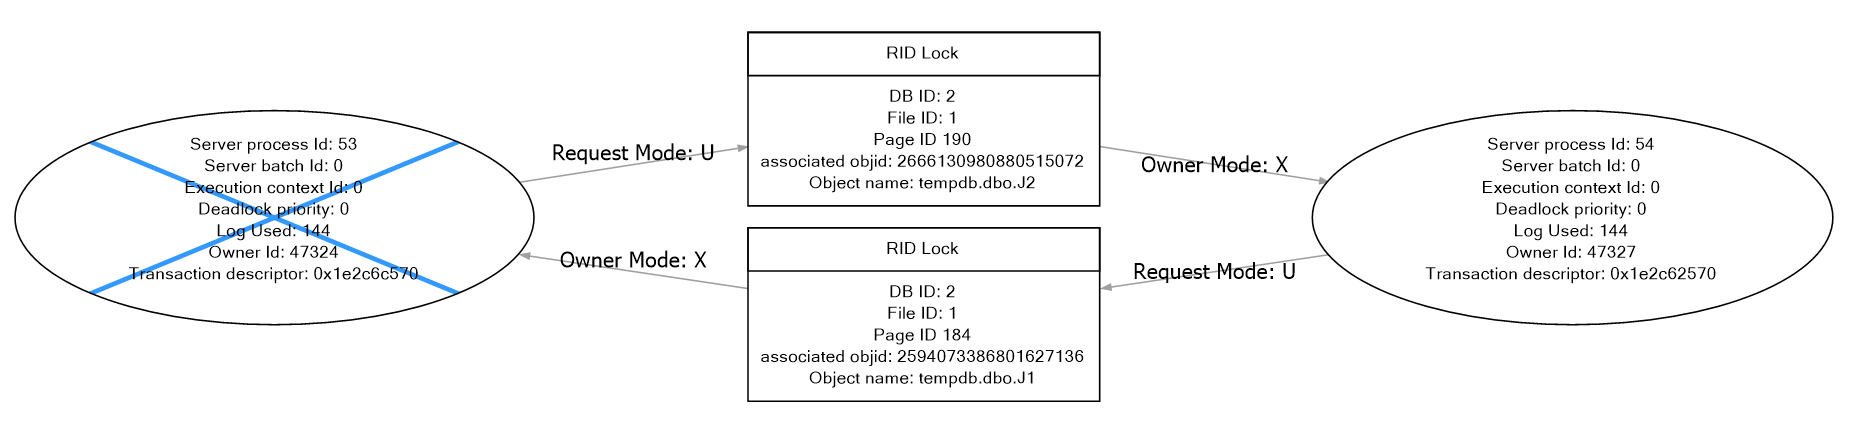 Server process Id: 53
Server batch Id: 0
Execution context Id: 0
Deadlock priority: 0
Log Used: 144
Owner Id: 47324
Transaction descriptor: 0x1e2c6c570
Request Mode: U
Owner Mode: X
RID Lock
DB ID: 2
File ID: 1
Page ID 190
associated objid: 2666130980880515072
Object name: tempdb.dbo.J2
RID Lock
DB ID: 2
File ID: 1
Page ID 184
associated objid: 2594073386801627136
Object name: tempdb.dbo.J1
Owner Mode: X
Request Mode: U
Server process Id: 54
Server batch Id: 0
Execution context Id: 0
Deadlock priority: 0
Log Used: 144
Owner Id: 47327
Transaction descriptor: 0x1e2c62570